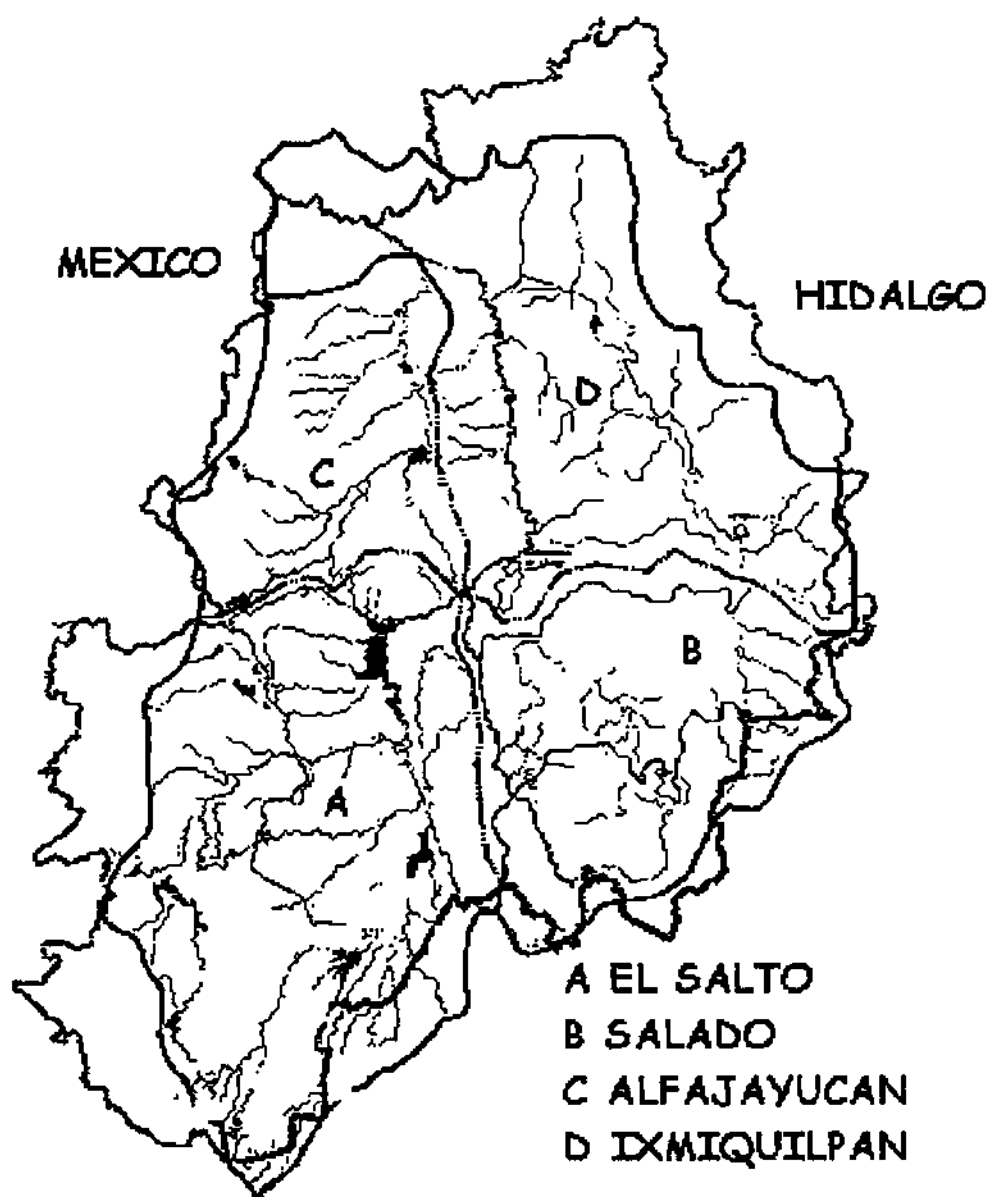 MEXICO
HIDALGO
D
C
B
A
A EL SALTO
B SALADO
C ALFAJAYUCAN
D IXMIQUILPAN